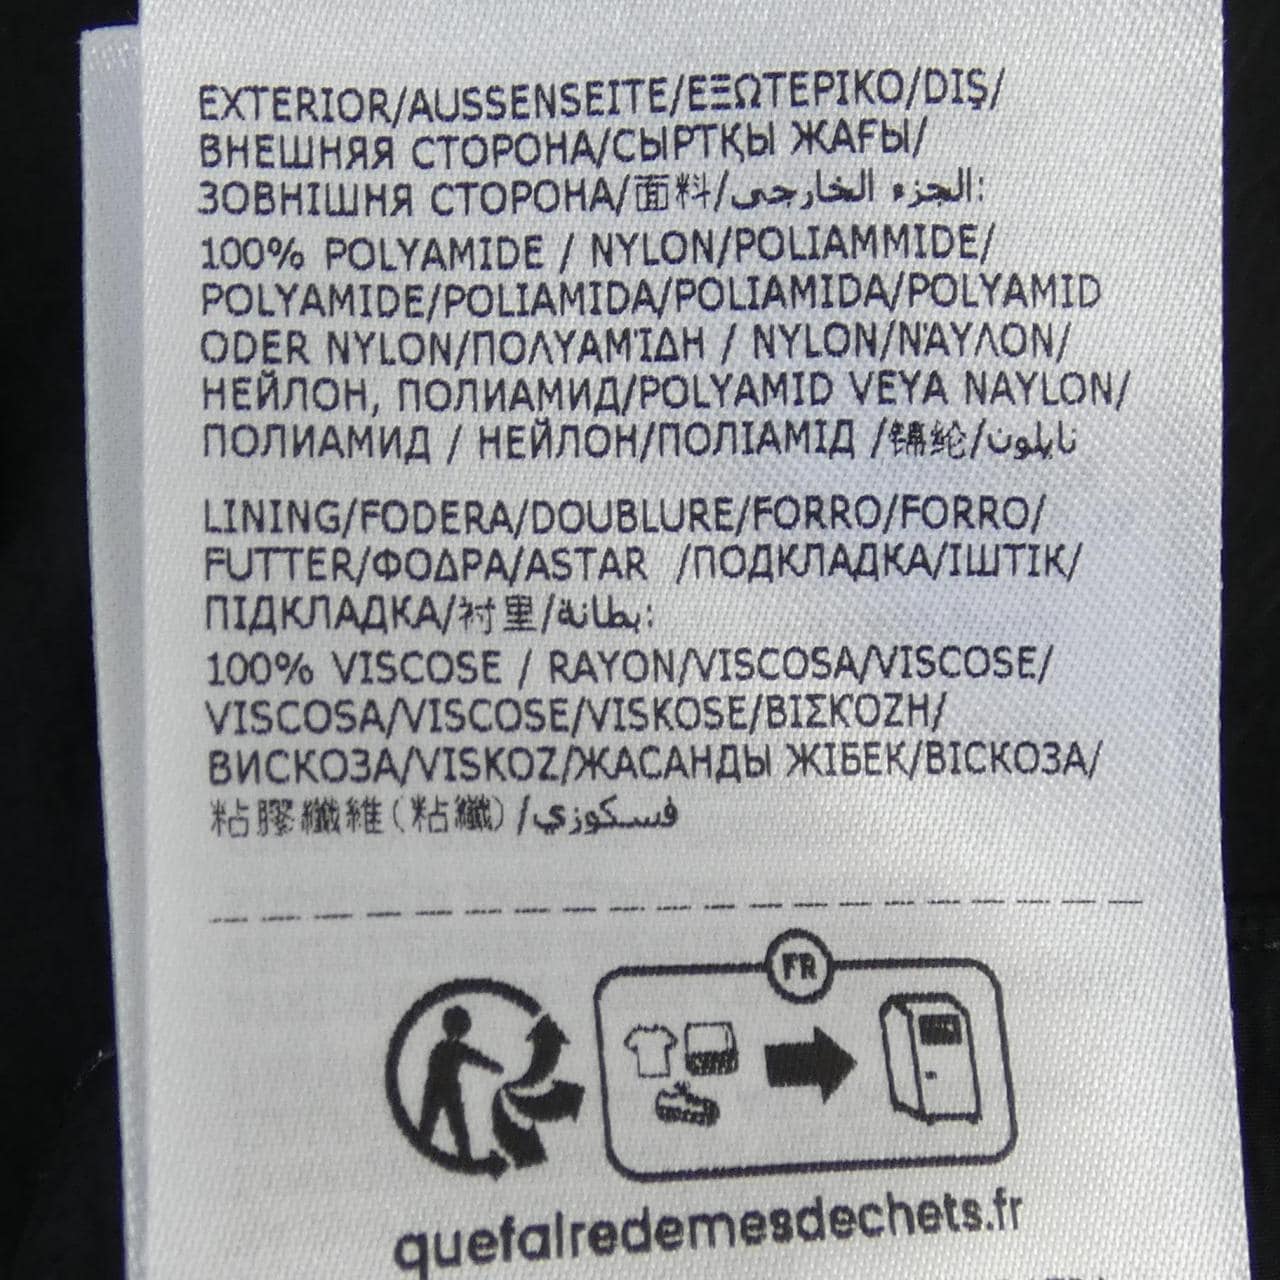 EXTERIOR/AUSSENSEITE/ΕΞΩΤΕΡΙΚΟ/DIŞ/
ВНЕШНЯЯ СТОРОНА/СЫРТҚЫ ЖАҒЫ/
ЗОВНІШНЯ СТОРОНА/面料/الجزء الخارجى:
100% POLYAMIDE / NYLON/POLIAMMIDE/
POLYAMIDE/POLIAMIDA/POLIAMIDA/POLYAMID
ODER NYLON/ΠΟΛΥΑΜΊΔΗ / NYLON/ΝΆΥΛΟΝ/
НЕЙЛОН, ПОЛИАМИД/POLYAMID VEYA NAYLON/
ПОЛИАМИД / НЕЙЛОН/ПОЛІАМІД /锦纶/نايلون
LINING/FODERA/DOUBLURE/FORRO/FORRO/
FUTTER/ΦΟΔΡΑ/ASTAR /ПОДКЛАДКА/ІШТІК/
ПІДКЛАДКА/衬里/بطانة:
100% VISCOSE / RAYON/VISCOSA/VISCOSE/
VISCOSA/VISCOSE/VISKOSE/ΒΙΣΚΌΖΗ/
ВИСКОЗА/VISKOZ/ЖАСАНДЫ ЖІБЕК/ВІСКОЗА/
粘膠纖維(粘纖)/فسكوزي
FR
quefairedemesdechets.fr